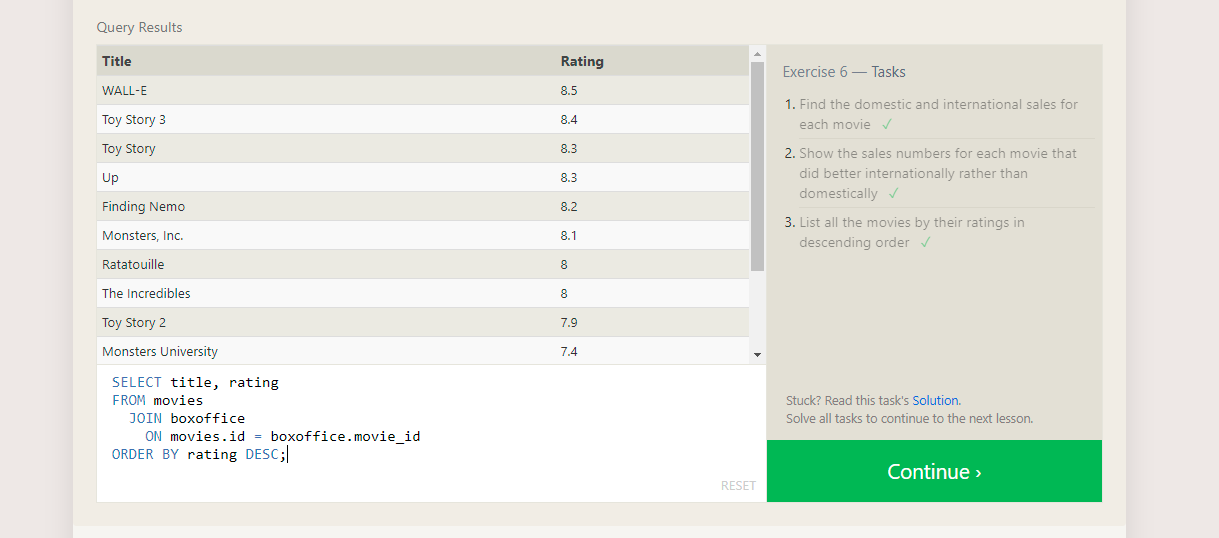 Query Results
Title Rating
WALL-E 8.5
Toy Story 3 8.4
Toy Story 8.3
Up 8.3
Finding Nemo 8.2
Monsters, Inc. 8.1
Ratatouille 8
The Incredibles 8
Toy Story 2 7.9
Monsters University 7.4
SELECT title, rating
FROM movies
  JOIN boxoffice
    ON movies.id = boxoffice.movie_id
ORDER BY rating DESC;
RESET
Exercise 6 — Tasks
1. Find the domestic and international sales for
each movie ✓
2. Show the sales numbers for each movie that
did better internationally rather than
domestically ✓
3. List all the movies by their ratings in
descending order ✓
Stuck? Read this task's Solution.
Solve all tasks to continue to the next lesson.
Continue ›